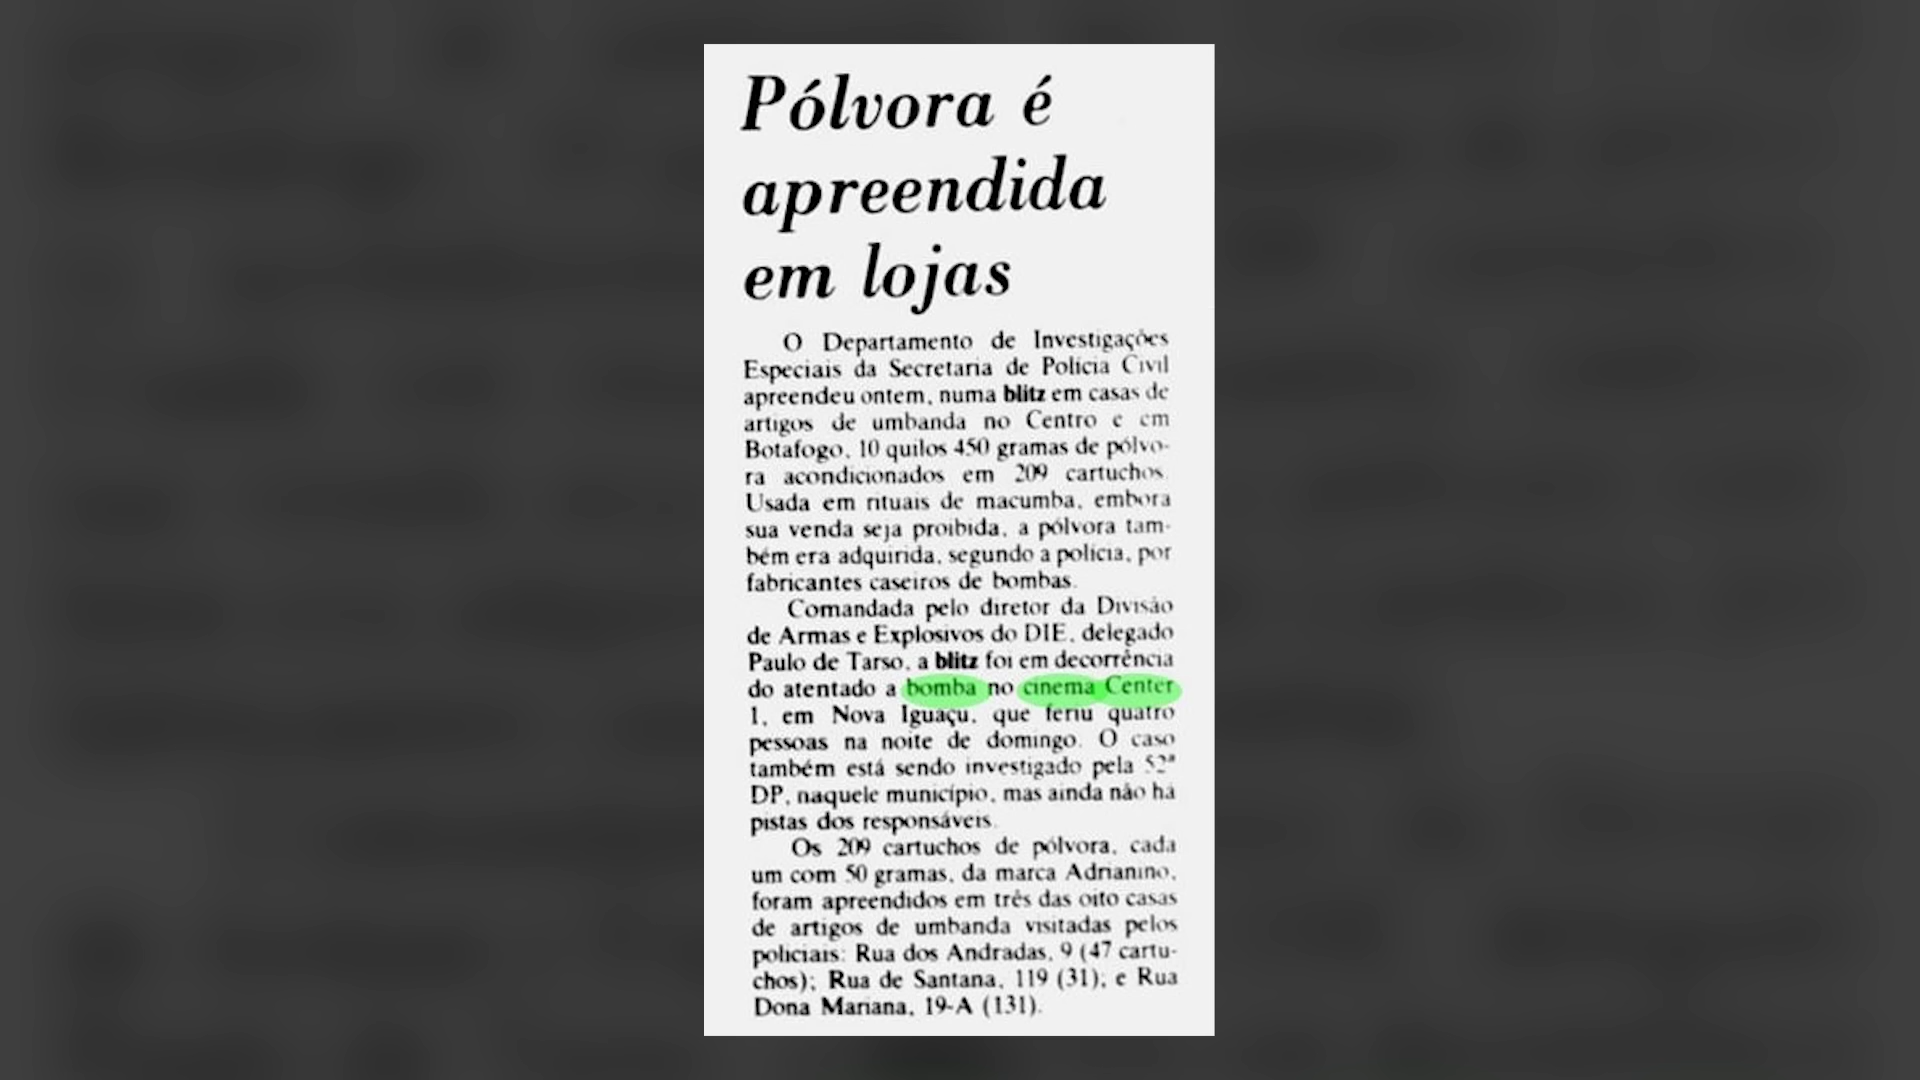 Pólvora é
apreendida
em lojas
O Departamento de Investigações
Especiais da Secretaria de Polícia Civil
apreendeu ontem, numa blitz em casas de
artigos de umbanda no Centro e em
Botafogo, 10 quilos 450 gramas de pólvo-
ra acondicionados em 209 cartuchos.
Usada em rituais de macumba, embora
sua venda seja proibida, a pólvora tam-
bém era adquirida, segundo a polícia, por
fabricantes caseiros de bombas.
Comandada pelo diretor da Divisão
de Armas e Explosivos do DIE, delegado
Paulo de Tarso, a blitz foi em decorrência
do atentado a bomba no cinema Center
1, em Nova Iguaçu, que feriu quatro
pessoas na noite de domingo. O caso
também está sendo investigado pela 52ª
DP, naquele município, mas ainda não há
pistas dos responsáveis.
Os 209 cartuchos de pólvora, cada
um com 50 gramas, da marca Adrianino,
foram apreendidos em três das oito casas
de artigos de umbanda visitadas pelos
policiais: Rua dos Andradas, 9 (47 cartu-
chos); Rua de Santana, 119 (31); e Rua
Dona Mariana, 19-A (131).